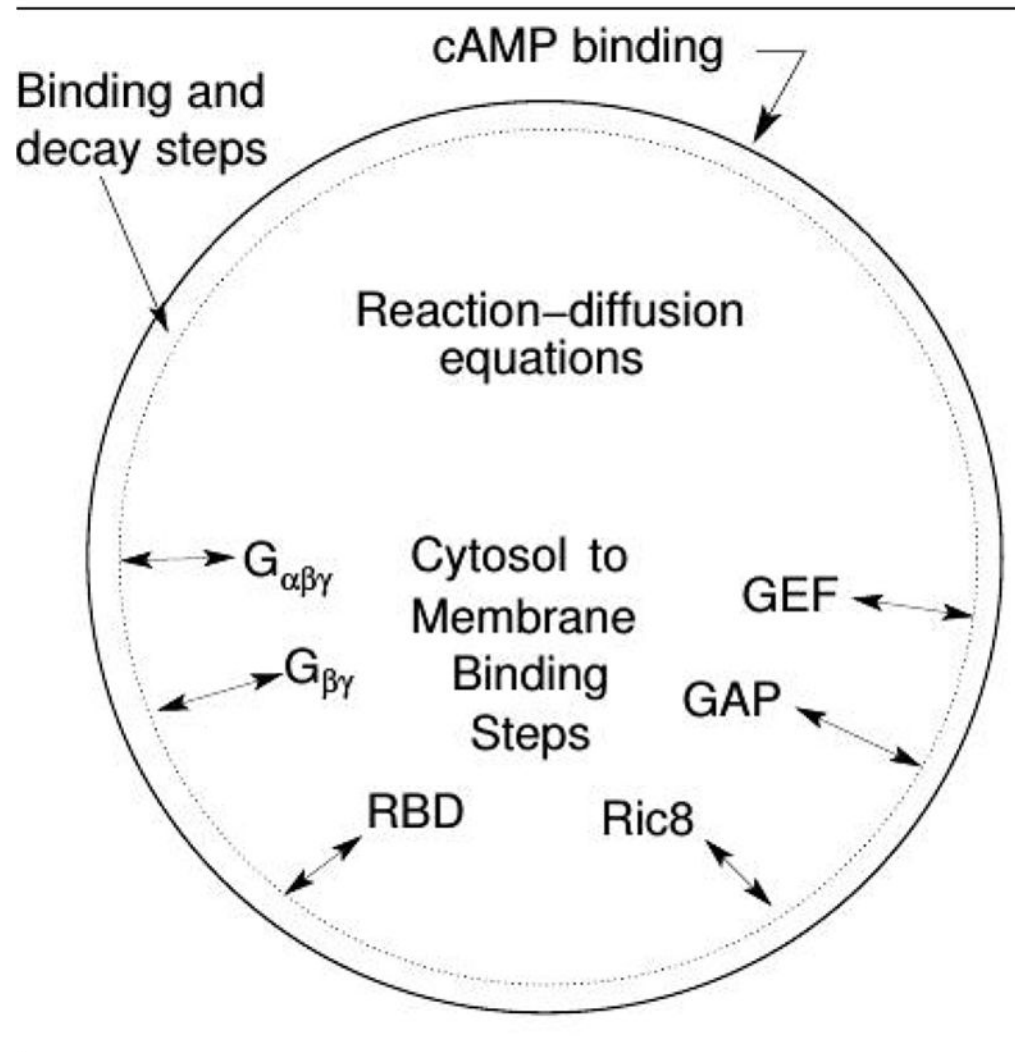 cAMP binding
Binding and
decay steps
Reaction–diffusion
equations
Cytosol to
Membrane
Binding
Steps
Gαβγ
Gβγ
RBD
Ric8
GAP
GEF